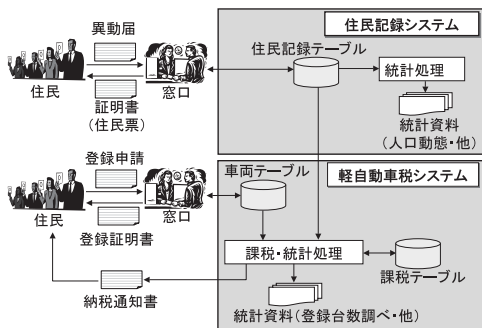 異動届
住民
証明書
(住民票)
窓口
住民記録システム
住民記録テーブル
統計処理
統計資料
(人口動態・他)
登録申請
住民
登録証明書
窓口
納税通知書
軽自動車税システム
車両テーブル
課税・統計処理
課税テーブル
統計資料(登録台数調べ・他)